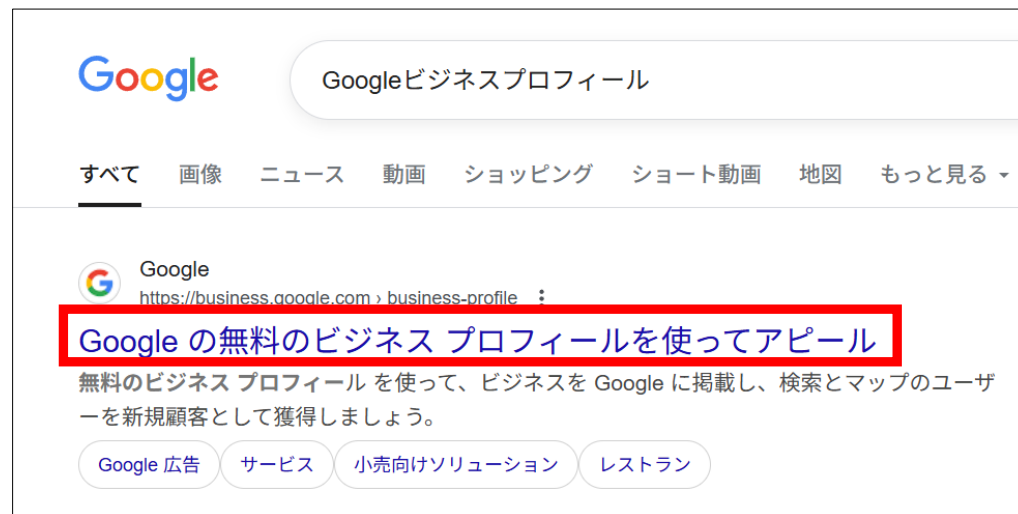 Google
Googleビジネスプロフィール
すべて 画像 ニュース 動画 ショッピング ショート動画 地図 もっと見る
Google
https://business.google.com › business-profile
Google の無料のビジネス プロフィールを使ってアピール
無料のビジネス プロフィール を使って、ビジネスを Google に掲載し、検索とマップのユーザ
ーを新規顧客として獲得しましょう。
Google 広告 サービス 小売向けソリューション レストラン